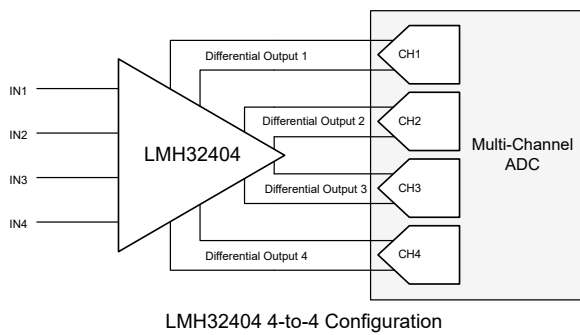 Differential Output 1
CH1
IN1
Differential Output 2
CH2
IN2
LMH32404
Multi-Channel
ADC
IN3
Differential Output 3
CH3
IN4
Differential Output 4
CH4
LMH32404 4-to-4 Configuration